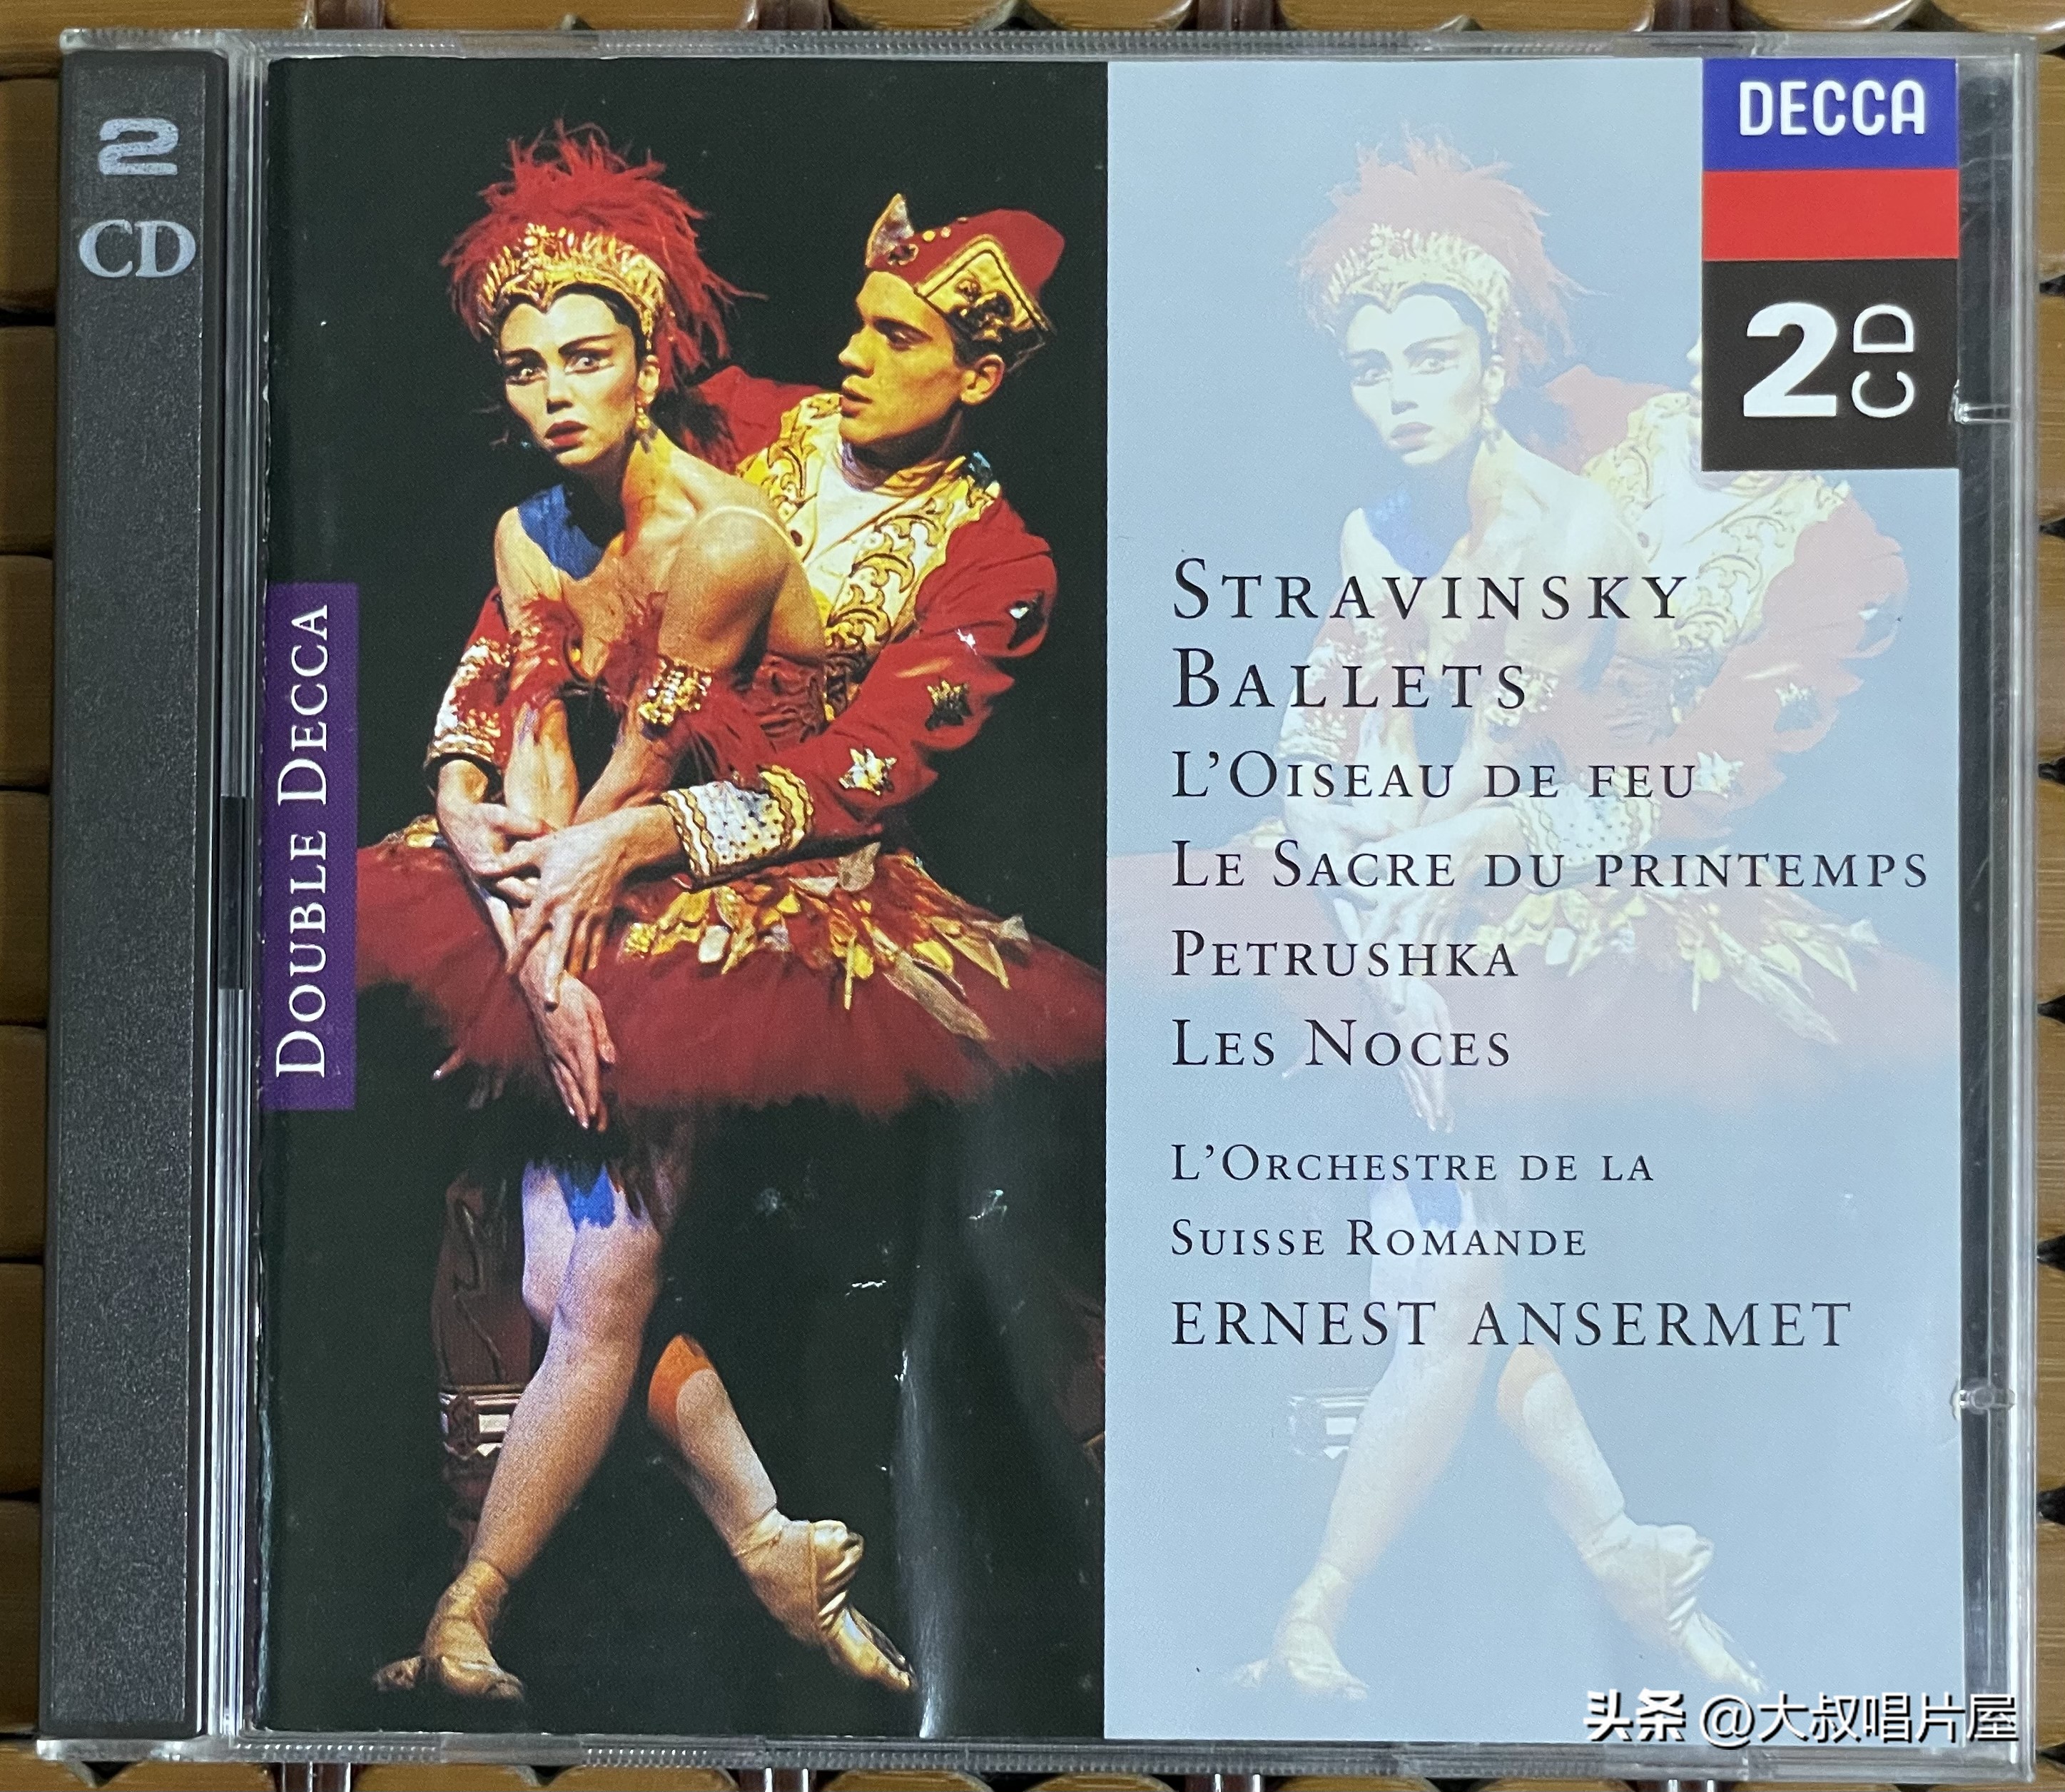 2
CD
DOUBLE DECCA
DECCA
2 CD
STRAVINSKY
BALLETS
L'OISEAU DE FEU
LE SACRE DU PRINTEMPS
PETRUSHKA
LES NOCES
L'ORCHESTRE DE LA
SUISSE ROMANDE
ERNEST ANSERMET
头条 @大叔唱片屋